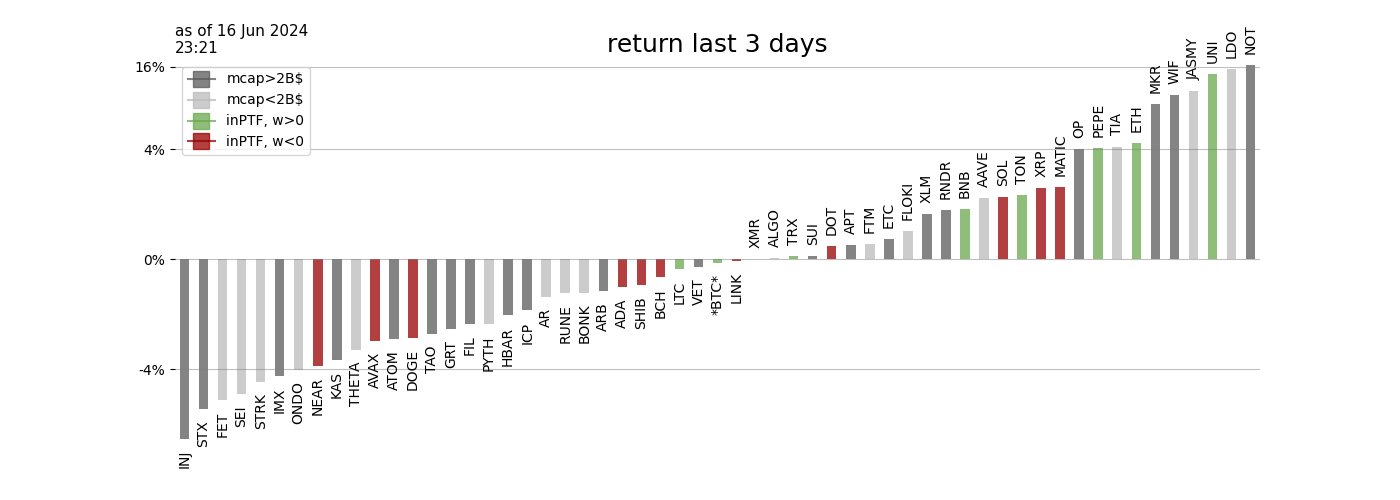 as of 16 Jun 2024
23:21
return last 3 days
16%
4%
0%
-4%
mcap>2B$
mcap<2B$
inPTF, w>0
inPTF, w<0
INJ
STX
FET
SEI
STRK
IMX
ONDO
NEAR
KAS
THETA
AVAX
ATOM
DOGE
TAO
GRT
FIL
PYTH
HBAR
ICP
AR
RUNE
BONK
ARB
ADA
SHIB
BCH
LTC
VET
*BTC*
LINK
XMR
ALGO
TRX
SUI
DOT
APT
FTM
ETC
FLOKI
XLM
RNDR
BNB
AAVE
SOL
TON
XRP
MATIC
OP
PEPE
TIA
ETH
MKR
WIF
JASMY
UNI
LDO
NOT